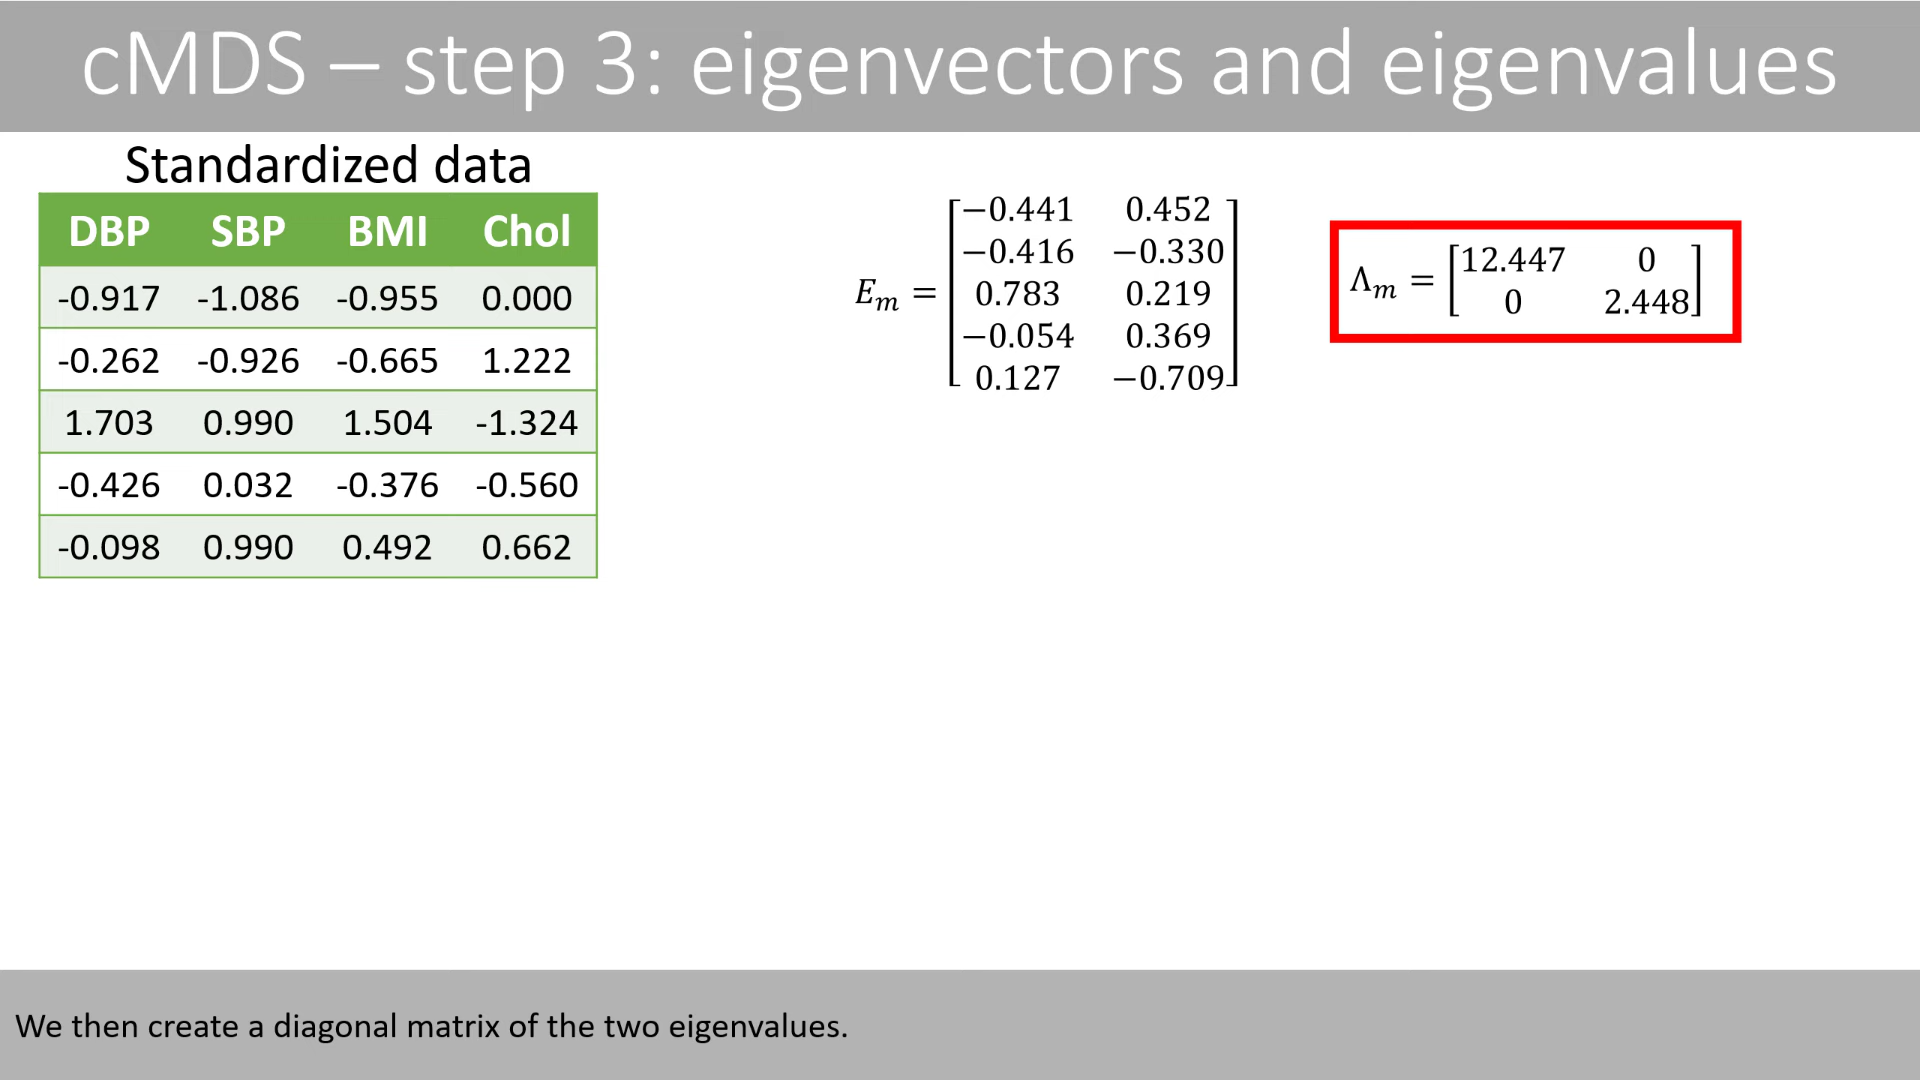 cMDS – step 3: eigenvectors and eigenvalues
Standardized data
DBP SBP BMI Chol
-0.917 -1.086 -0.955 0.000
-0.262 -0.926 -0.665 1.222
1.703 0.990 1.504 -1.324
-0.426 0.032 -0.376 -0.560
-0.098 0.990 0.492 0.662
E_m =
−0.441 0.452
−0.416 −0.330
0.783 0.219
−0.054 0.369
0.127 −0.709
Λ_m =
12.447 0
0 2.448
We then create a diagonal matrix of the two eigenvalues.